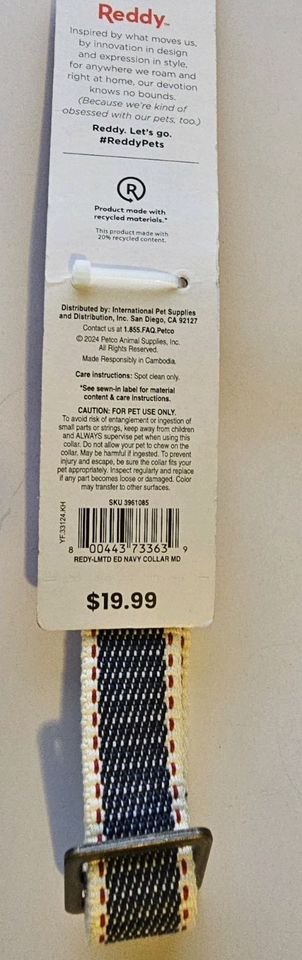 Reddy™
Inspired by what moves us,
by innovation in design
and expression in style.
for anywhere we roam and
right at home, our devotion
knows no bounds.
(Because we're kind of
obsessed with our pets, too.)
Reddy. Let's go.
#ReddyPets
R
Product made with
recycled materials.*
This product made with
20% recycled content.
Distributed by: International Pet Supplies
and Distribution, Inc. San Diego, CA 92127
Contact us at 1.855.FAQ.Petco
© 2024 Petco Animal Supplies, Inc.
All Rights Reserved.
Made Responsibly in Cambodia.
Care instructions: Spot clean only.
*See sewn-in label for material
content & care instructions.
CAUTION: FOR PET USE ONLY.
To avoid risk of entanglement or ingestion of
small parts or strings, keep away from children
and ALWAYS supervise pet when using this
collar. Do not allow your pet to chew on the
collar. May be harmful if ingested. To prevent
injury and escape, be sure the collar fits your
pet appropriately. Inspect regularly and replace
if any part becomes loose or damaged. Color
may transfer to other surfaces.
SKU 3961085
YF.33124.KH
8 00443 73363 9
REDY-LMTD ED NAVY COLLAR MD
$19.99